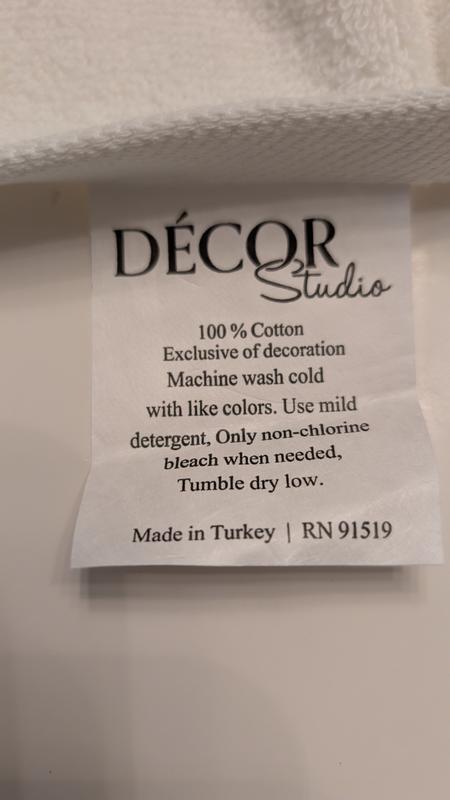 DÉCOR
Studio
100 % Cotton
Exclusive of decoration
Machine wash cold
with like colors. Use mild
detergent, Only non-chlorine
bleach when needed,
Tumble dry low.
Made in Turkey | RN 91519